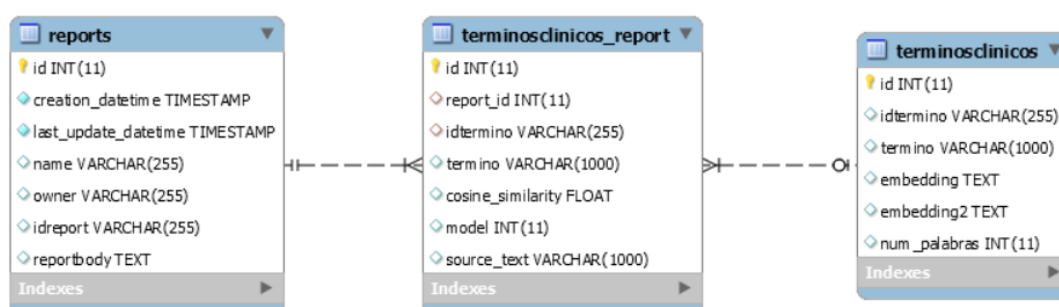 reports
id INT(11)
creation_datetime TIMESTAMP
last_update_datetime TIMESTAMP
name VARCHAR(255)
owner VARCHAR(255)
idreport VARCHAR(255)
reportbody TEXT
Indexes
terminosclinicos_report
id INT(11)
report_id INT(11)
idtermino VARCHAR(255)
termino VARCHAR(1000)
cosine_similarity FLOAT
model INT(11)
source_text VARCHAR(1000)
Indexes
terminosclinicos
id INT(11)
idtermino VARCHAR(255)
termino VARCHAR(1000)
embedding TEXT
embedding2 TEXT
num_palabras INT(11)
Indexes